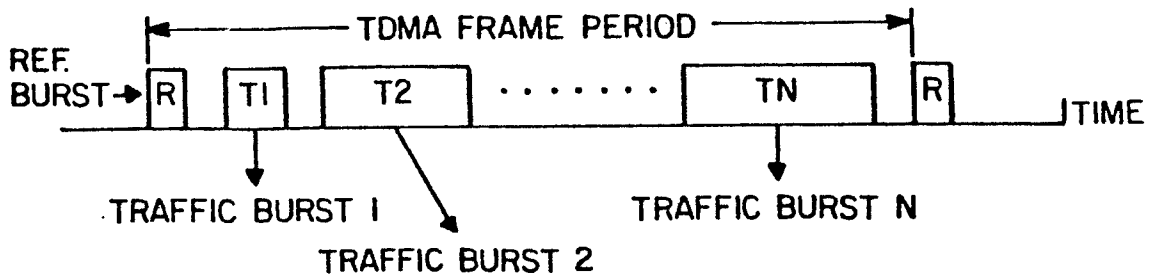 TDMA FRAME PERIOD
REF.
BURST
R
T1
T2
.......
TN
R
TIME
TRAFFIC BURST 1
TRAFFIC BURST N
TRAFFIC BURST 2